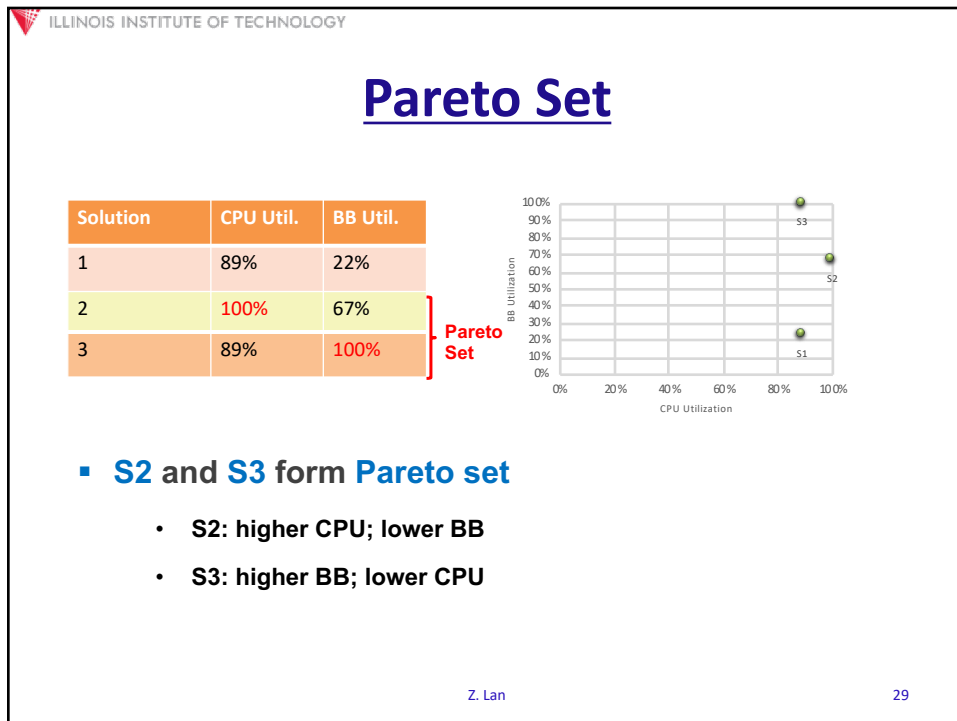 ILLINOIS INSTITUTE OF TECHNOLOGY
Pareto Set
Solution CPU Util. BB Util.
1 89% 22%
2 100% 67%
3 89% 100%
Pareto
Set
BB Utilization
100%
90%
80%
70%
60%
50%
40%
30%
20%
10%
0%
S3
S2
S1
0% 20% 40% 60% 80% 100%
CPU Utilization
▪ S2 and S3 form Pareto set
• S2: higher CPU; lower BB
• S3: higher BB; lower CPU
Z. Lan
29